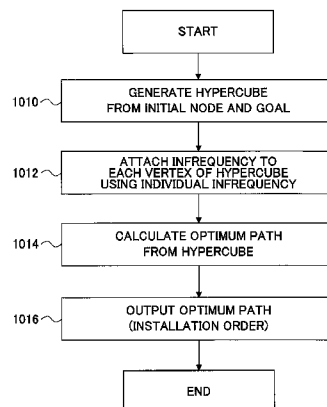 START
1010
GENERATE HYPERCUBE
FROM INITIAL NODE AND GOAL
1012
ATTACH INFREQUENCY TO
EACH VERTEX OF HYPERCUBE
USING INDIVIDUAL INFREQUENCY
1014
CALCULATE OPTIMUM PATH
FROM HYPERCUBE
1016
OUTPUT OPTIMUM PATH
(INSTALLATION ORDER)
END